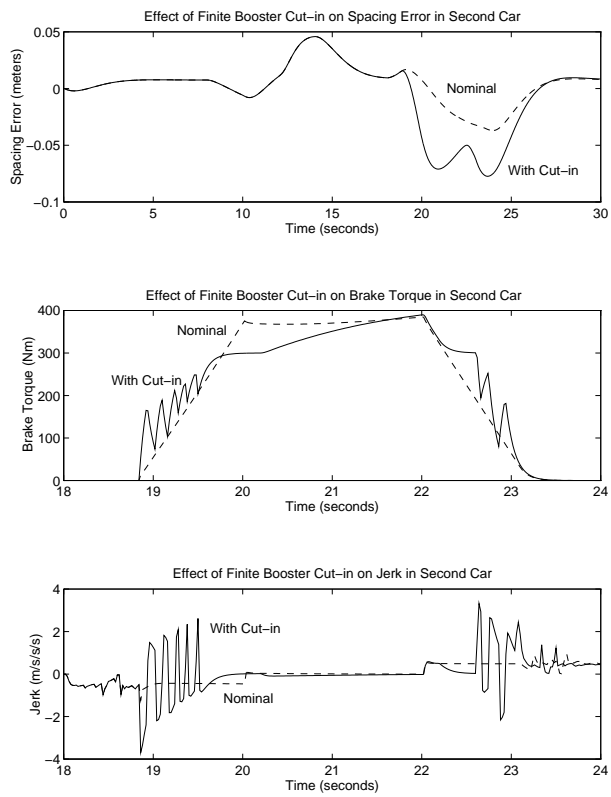 Effect of Finite Booster Cut−in on Spacing Error in Second Car
0.05
0
−0.05
−0.1
Spacing Error (meters)
Nominal
With Cut−in
0 5 10 15 20 25 30
Time (seconds)
Effect of Finite Booster Cut−in on Brake Torque in Second Car
400
300
200
100
0
Brake Torque (Nm)
Nominal
With Cut−in
18 19 20 21 22 23 24
Time (seconds)
Effect of Finite Booster Cut−in on Jerk in Second Car
4
2
0
−2
−4
Jerk (m/s/s/s)
With Cut−in
Nominal
18 19 20 21 22 23 24
Time (seconds)